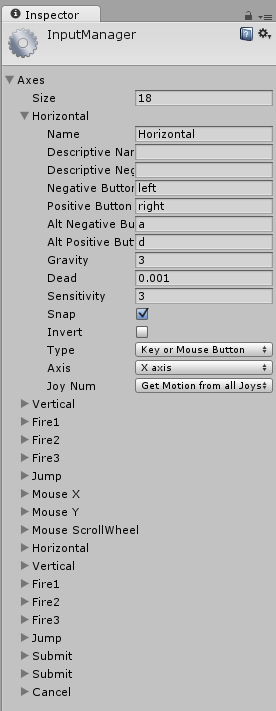 Inspector
InputManager
Axes
Size 18
Horizontal
Name Horizontal
Descriptive Nar
Descriptive Neg
Negative Button left
Positive Button right
Alt Negative Bu a
Alt Positive But d
Gravity 3
Dead 0.001
Sensitivity 3
Snap
Invert
Type Key or Mouse Button
Axis X axis
Joy Num Get Motion from all Joys
Vertical
Fire1
Fire2
Fire3
Jump
Mouse X
Mouse Y
Mouse ScrollWheel
Horizontal
Vertical
Fire1
Fire2
Fire3
Jump
Submit
Submit
Cancel